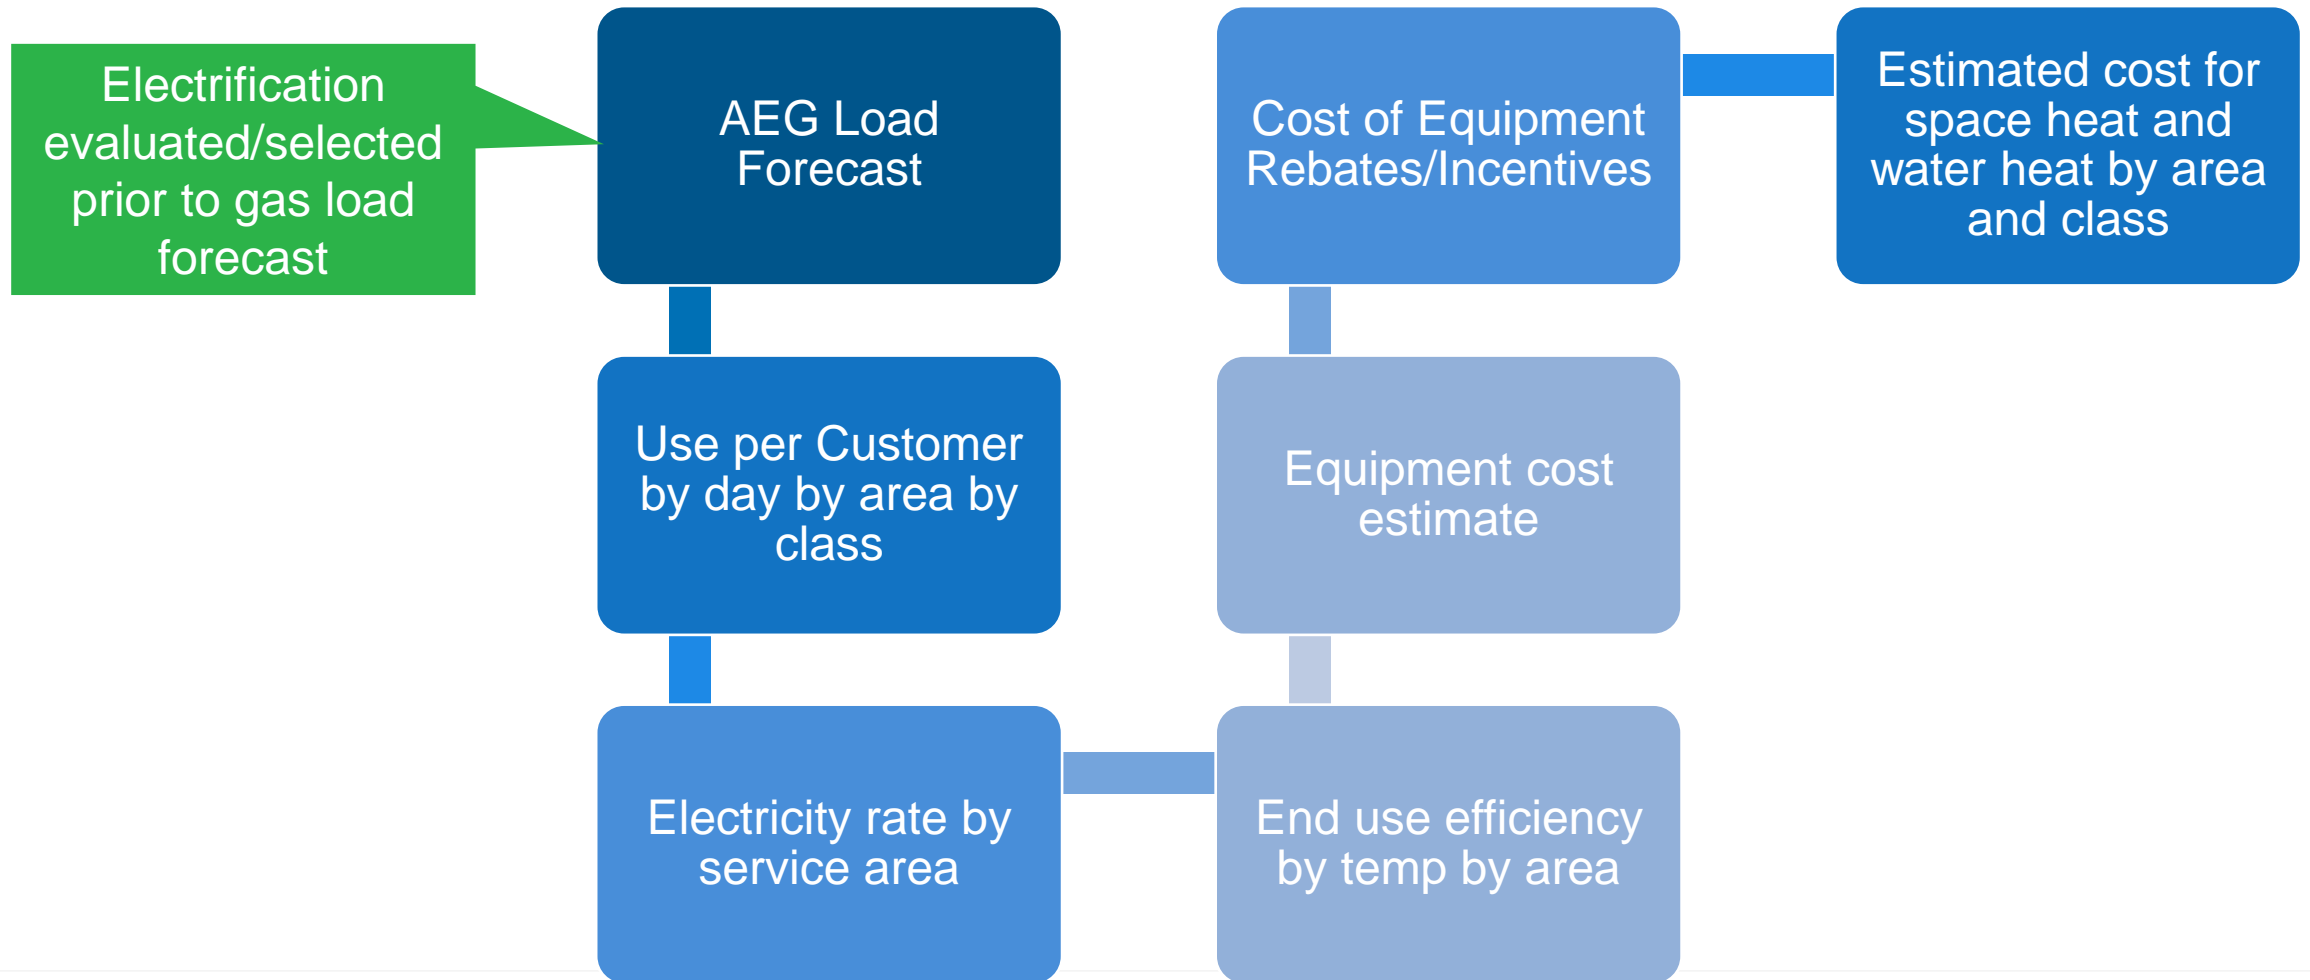 Electrification
evaluated/selected
prior to gas load
forecast
AEG Load
Forecast
Use per Customer
by day by area by
class
Electricity rate by
service area
End use efficiency
by temp by area
Equipment cost
estimate
Cost of Equipment
Rebates/Incentives
Estimated cost for
space heat and
water heat by area
and class